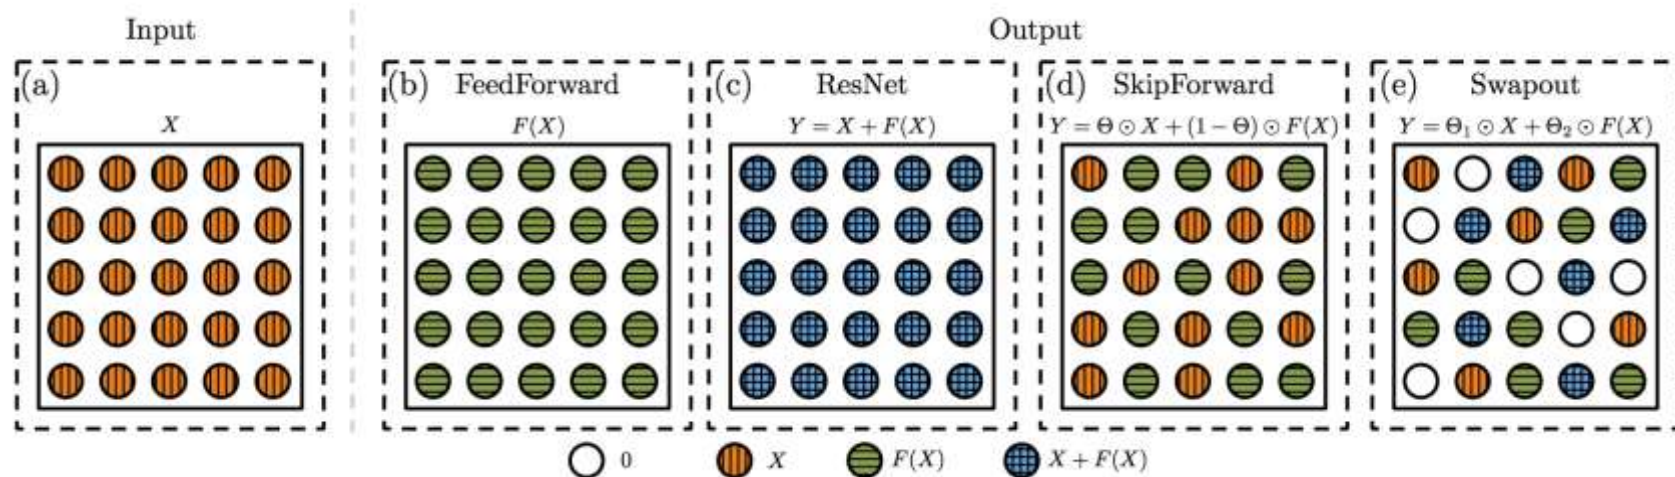 Input
Output
(a)
X
(b) FeedForward
F(X)
(c) ResNet
Y = X + F(X)
(d) SkipForward
Y = Θ ⊙ X + (1 − Θ) ⊙ F(X)
(e) Swapout
Y = Θ₁ ⊙ X + Θ₂ ⊙ F(X)
0 X F(X) X + F(X)